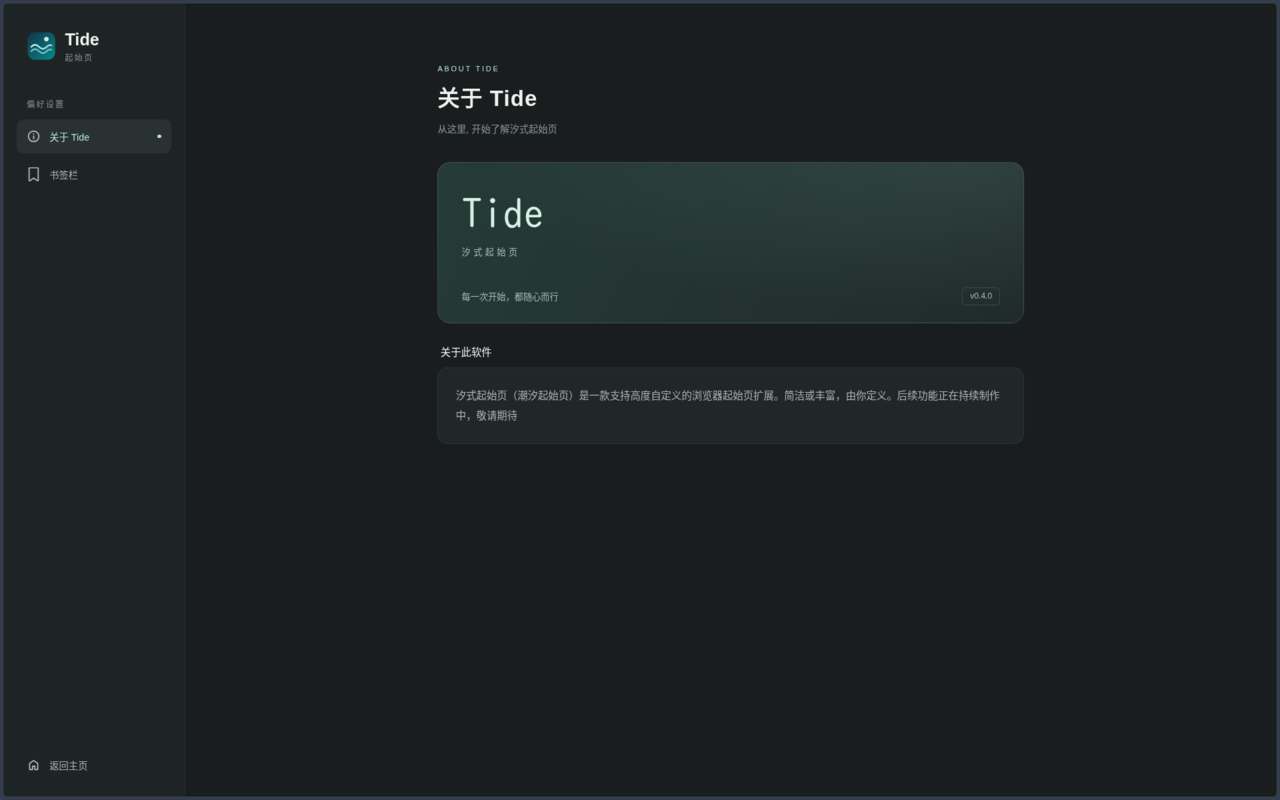 Tide
起始页
偏好设置
关于 Tide
书签栏
返回主页
ABOUT TIDE
关于 Tide
从这里, 开始了解汐式起始页
Tide
汐式起始页
每一次开始，都随心而行
v0.4.0
关于此软件
汐式起始页（潮汐起始页）是一款支持高度自定义的浏览器起始页扩展。简洁或丰富，由你定义。后续功能正在持续制作
中，敬请期待